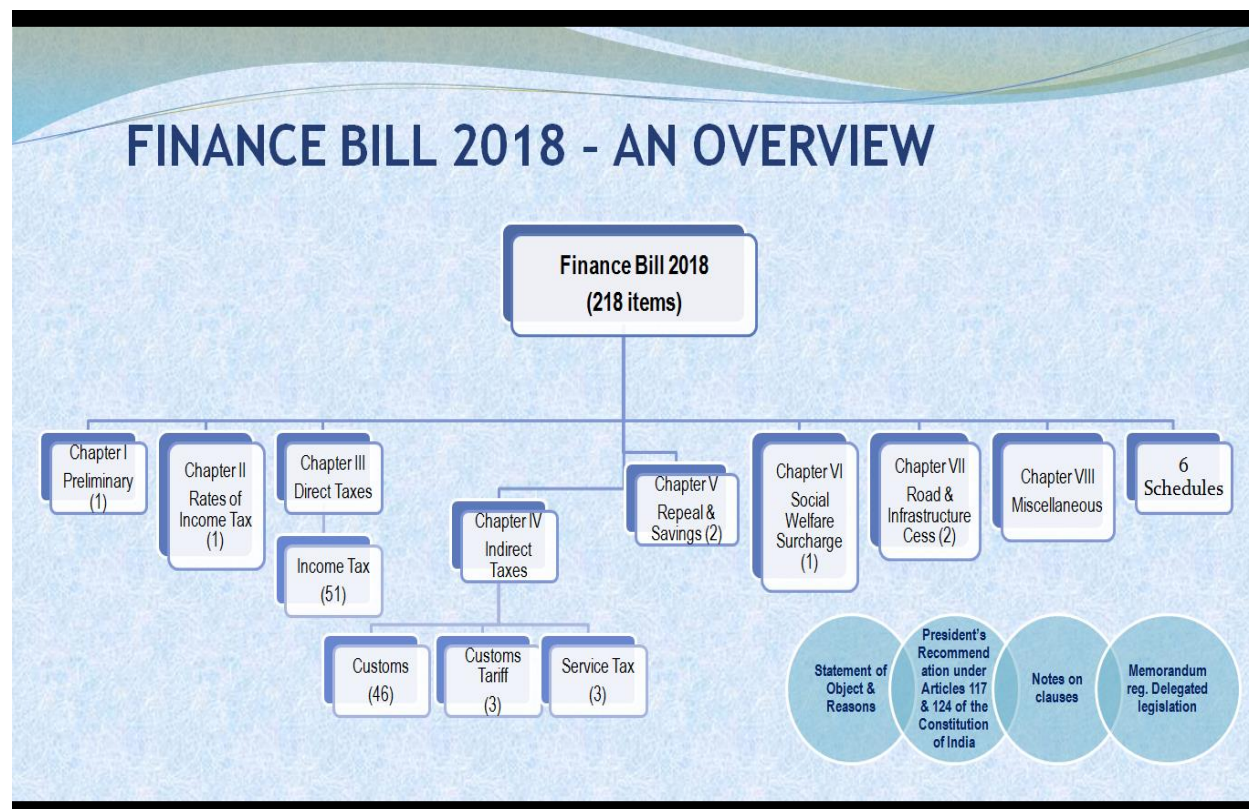 FINANCE BILL 2018 - AN OVERVIEW
Finance Bill 2018
(218 items)
Chapter I
Preliminary
(1)
Chapter II
Rates of
Income Tax
(1)
Chapter III
Direct Taxes
Income Tax
(51)
Chapter IV
Indirect
Taxes
Customs
(46)
Customs
Tariff
(3)
Service Tax
(3)
Chapter V
Repeal &
Savings (2)
Chapter VI
Social
Welfare
Surcharge
(1)
Chapter VII
Road &
Infrastructure
Cess (2)
Chapter VIII
Miscellaneous
6
Schedules
Statement of
Object &
Reasons
President's
Recommend
ation under
Articles 117
& 124 of the
Constitution
of India
Notes on
clauses
Memorandum
reg. Delegated
legislation